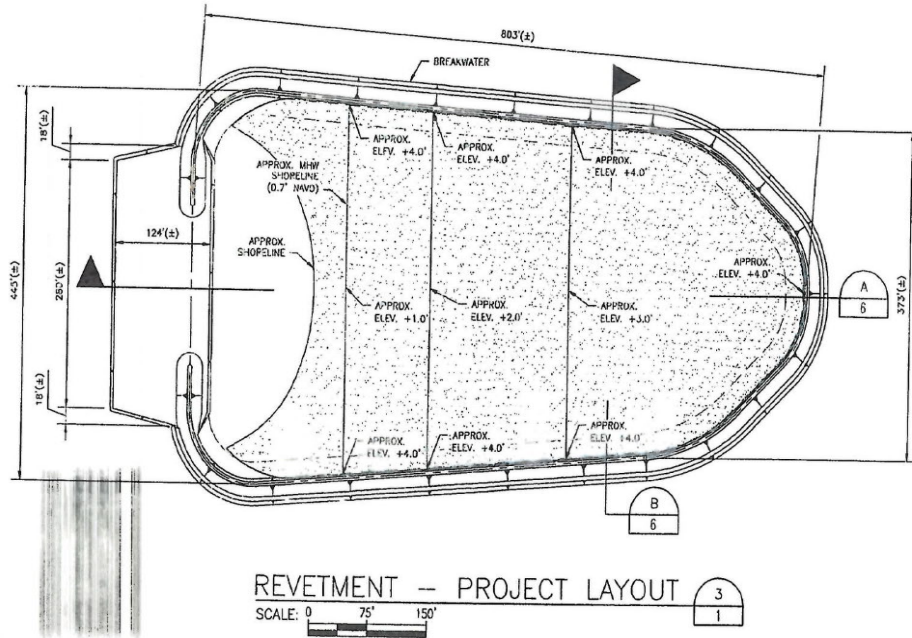 803'(±)
BREAKWATER
18'(±)
APPROX.
ELEV. +4.0'
APPROX.
ELEV. +4.0'
APPROX.
ELEV. +4.0'
APPROX. MHW
SHORELINE
(0.7' NAVD)
124'(±)
APPROX.
SHORELINE
445'(±)
280'(±)
APPROX.
ELEV. +4.0'
373'(±)
A
6
APPROX.
ELEV. +1.0'
APPROX.
ELEV. +2.0'
APPROX.
ELEV. +3.0'
18'(±)
APPROX.
ELEV. +4.0'
APPROX.
ELEV. +4.0'
APPROX.
ELEV. +4.0'
B
6
REVETMENT -- PROJECT LAYOUT
3
1
SCALE: 0 75' 150'